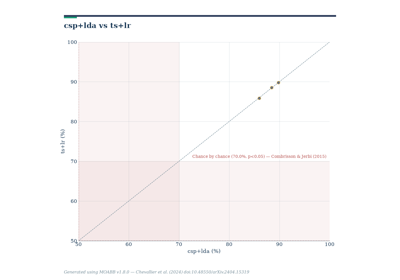 csp+lda vs ts+lr
100
90
80
70
60
50
ts+lr (%)
Chance by chance (70.0%, p=0.05) — Combrisson & Jerbi (2015)
50
60
70
80
90
100
csp+lda (%)
Generated using MOABB v1.6.0 — Chevallier et al. (2024) doi:10.48550/arXiv.2404.15319